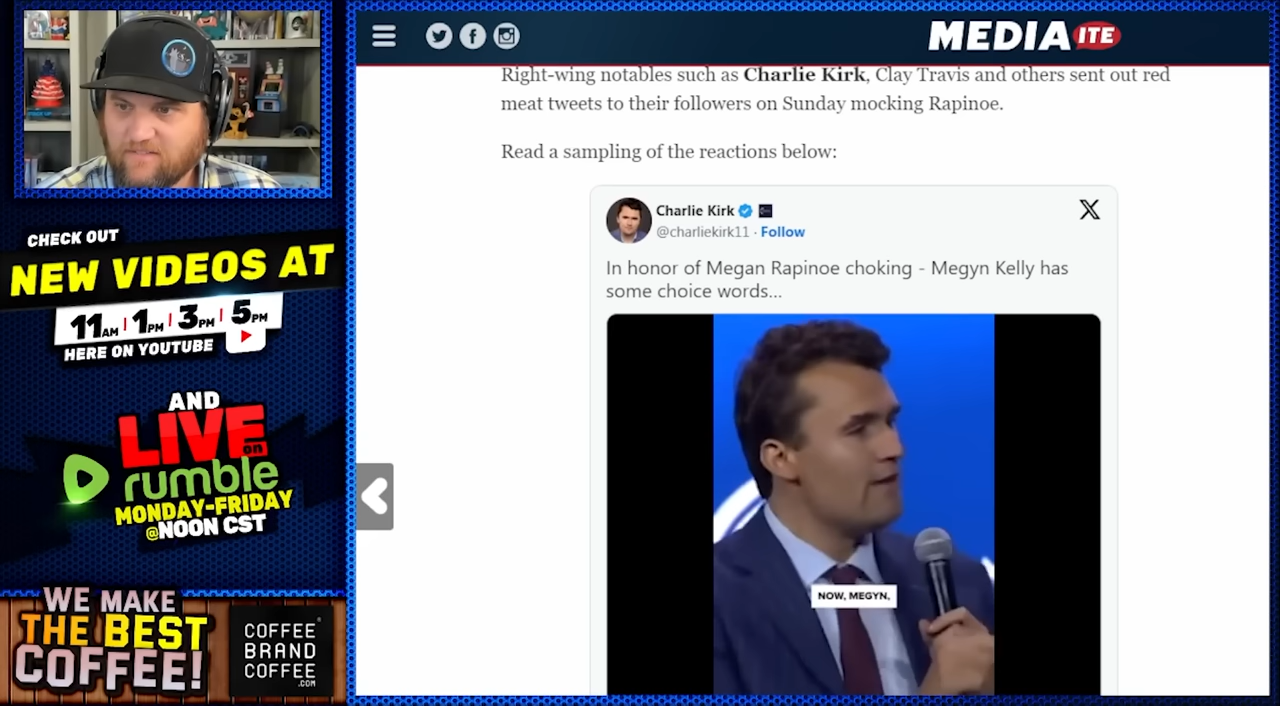 CHECK OUT
NEW VIDEOS AT
11AM | 1PM | 3PM | 5PM
HERE ON YOUTUBE
AND
LIVE on
rumble
MONDAY-FRIDAY
@NOON CST
WE MAKE
THE BEST
COFFEE!
COFFEE
BRAND
COFFEE
.COM
MEDIAITE
Right-wing notables such as Charlie Kirk, Clay Travis and others sent out red
meat tweets to their followers on Sunday mocking Rapinoe.
Read a sampling of the reactions below:
Charlie Kirk
@charliekirk11 · Follow
In honor of Megan Rapinoe choking - Megyn Kelly has
some choice words...
NOW, MEGYN,